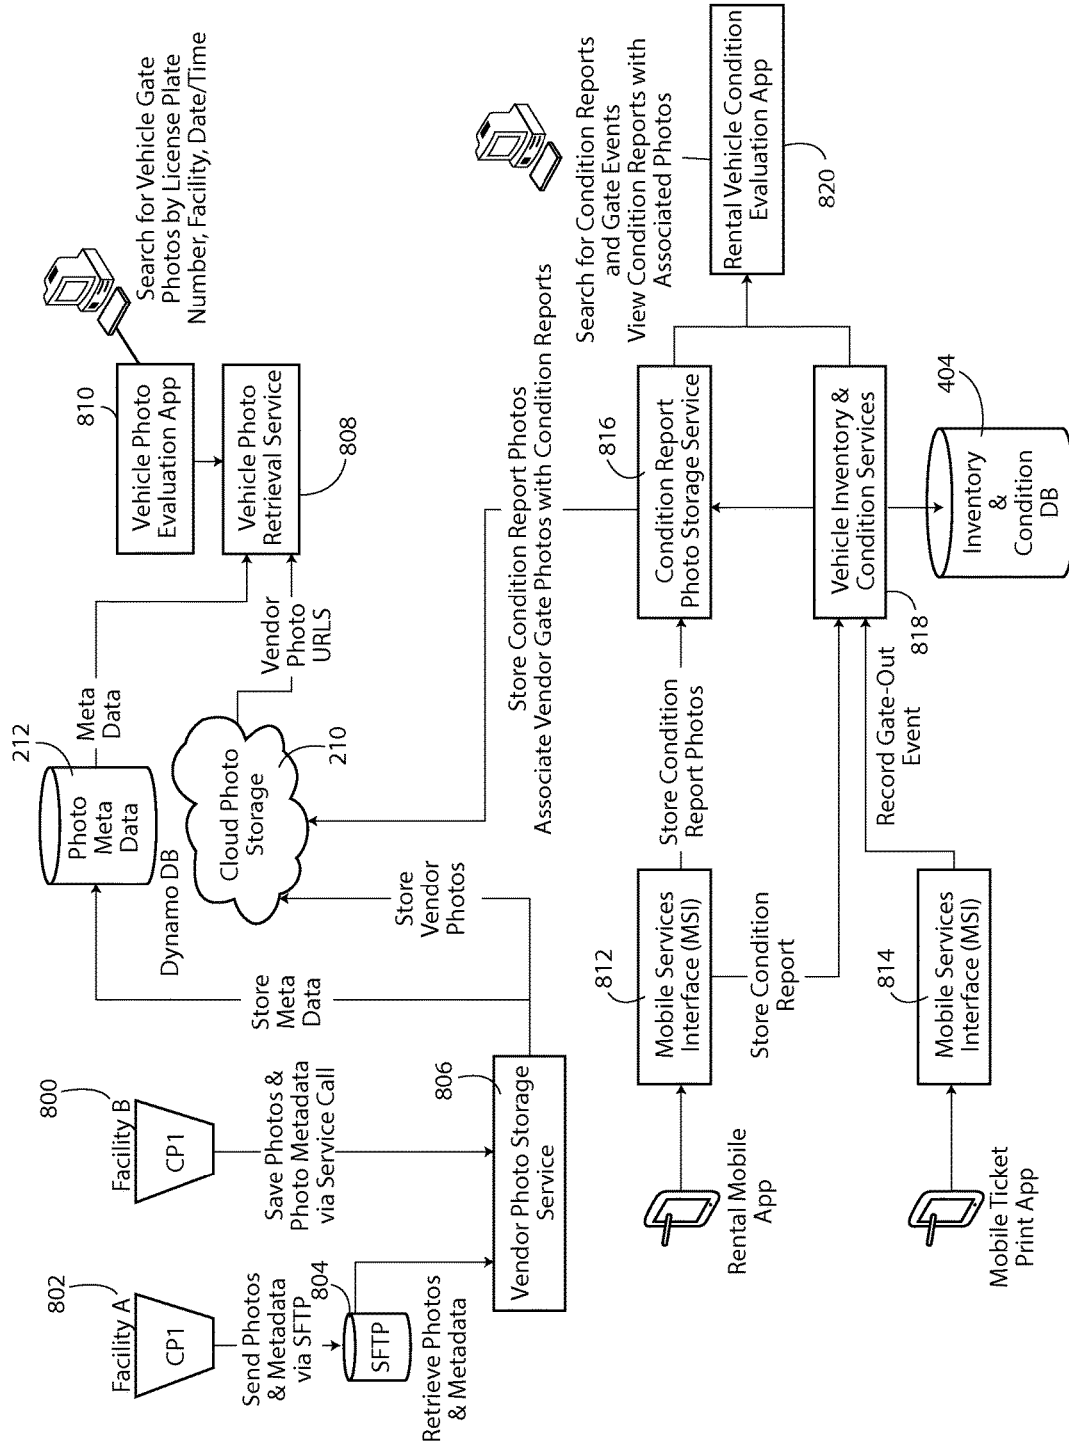 802
Facility A
CP1
Send Photos
& Metadata
via SFTP
804
SFTP
Retrieve Photos
& Metadata
800
Facility B
CP1
Save Photos &
Photo Metadata
via Service Call
806
Vendor Photo Storage
Service
Store
Meta
Data
Store
Vendor
Photos
212
Photo
Meta
Data
Dynamo DB
Meta
Data
Cloud Photo
Storage
210
Vendor
Photo
URLS
810
Vehicle Photo
Evaluation App
Vehicle Photo
Retrieval Service
808
Search for Vehicle Gate
Photos by License Plate
Number, Facility, Date/Time
Store Condition Report Photos
Associate Vendor Gate Photos with Condition Reports
Rental Mobile
App
812
Mobile Services
Interface (MSI)
Store Condition
Report Photos
Store Condition
Report
816
Condition Report
Photo Storage Service
Search for Condition Reports
and Gate Events
View Condition Reports with
Associated Photos
Rental Vehicle Condition
Evaluation App
820
Mobile Ticket
Print App
814
Mobile Services
Interface (MSI)
Record Gate-Out
Event
Vehicle Inventory &
Condition Services
818
404
Inventory
&
Condition
DB